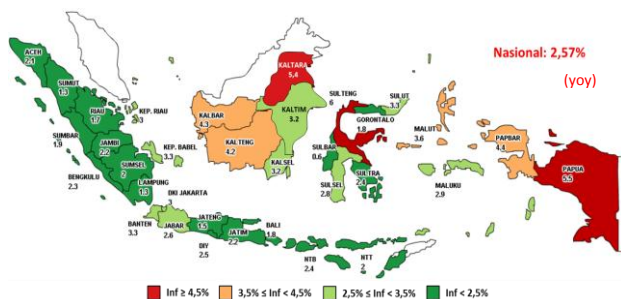 Nasional: 2,57%
(yoy)
ACEH
2.1
SUMUT
1.3
RIAU
1.7
KEP. RIAU
3
SUMBAR
1.9
JAMBI
2.2
KEP. BABEL
3.3
BENGKULU
2.3
SUMSEL
2
LAMPUNG
1.3
DKI JAKARTA
3
BANTEN
3.3
JABAR
2.6
JATENG
1.5
DIY
2.5
JATIM
2.2
BALI
1.8
NTB
2.4
NTT
2
KALBAR
4.3
KALTENG
4.2
KALSEL
3.2
KALTIM
3.2
KALTARA
5,4
SULTENG
6
SULUT
3.3
GORONTALO
1.8
SULBAR
0.6
SULSEL
2.8
SULTRA
2.4
MALUT
3.6
MALUKU
2.9
PAPBAR
4.4
PAPUA
5.5
Inf ≥ 4,5%
3,5% ≤ Inf < 4,5%
2,5% ≤ Inf < 3,5%
Inf < 2,5%